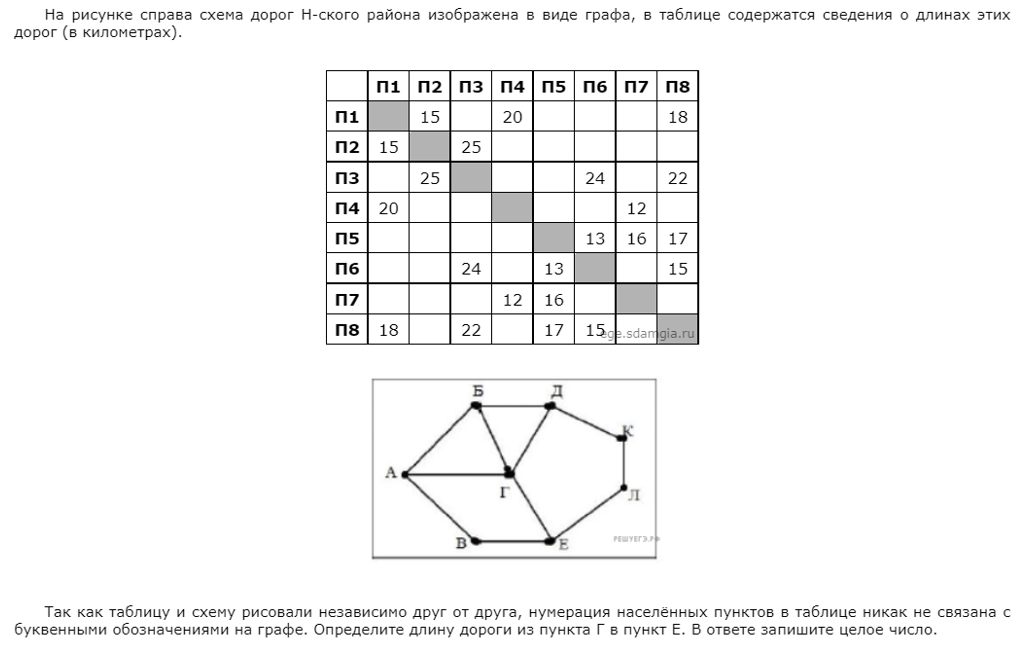 На рисунке справа схема дорог Н-ского района изображена в виде графа, в таблице содержатся сведения о длинах этих
дорог (в километрах).
П1 П2 П3 П4 П5 П6 П7 П8
П1 15 20 18
П2 15 25
П3 25 24 22
П4 20 12
П5 13 16 17
П6 24 13 15
П7 12 16
П8 18 22 17 15
ege.sdamgia.ru
Б Д
К
А
Г
Л
В Е
РЕШУЕГЭ.РФ
Так как таблицу и схему рисовали независимо друг от друга, нумерация населённых пунктов в таблице никак не связана с
буквенными обозначениями на графе. Определите длину дороги из пункта Г в пункт Е. В ответе запишите целое число.